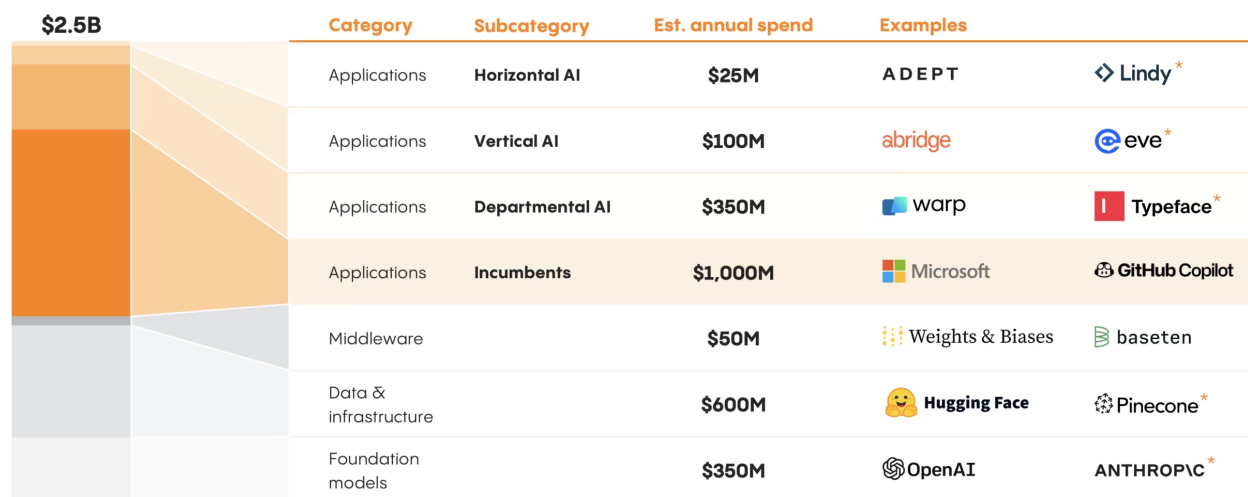 $2.5B
Category Subcategory Est. annual spend Examples
Applications Horizontal AI $25M ADEPT Lindy*
Applications Vertical AI $100M abridge eve*
Applications Departmental AI $350M warp Typeface*
Applications Incumbents $1,000M Microsoft GitHub Copilot
Middleware $50M Weights & Biases baseten
Data &
infrastructure $600M Hugging Face Pinecone*
Foundation
models $350M OpenAI ANTHROP\C*